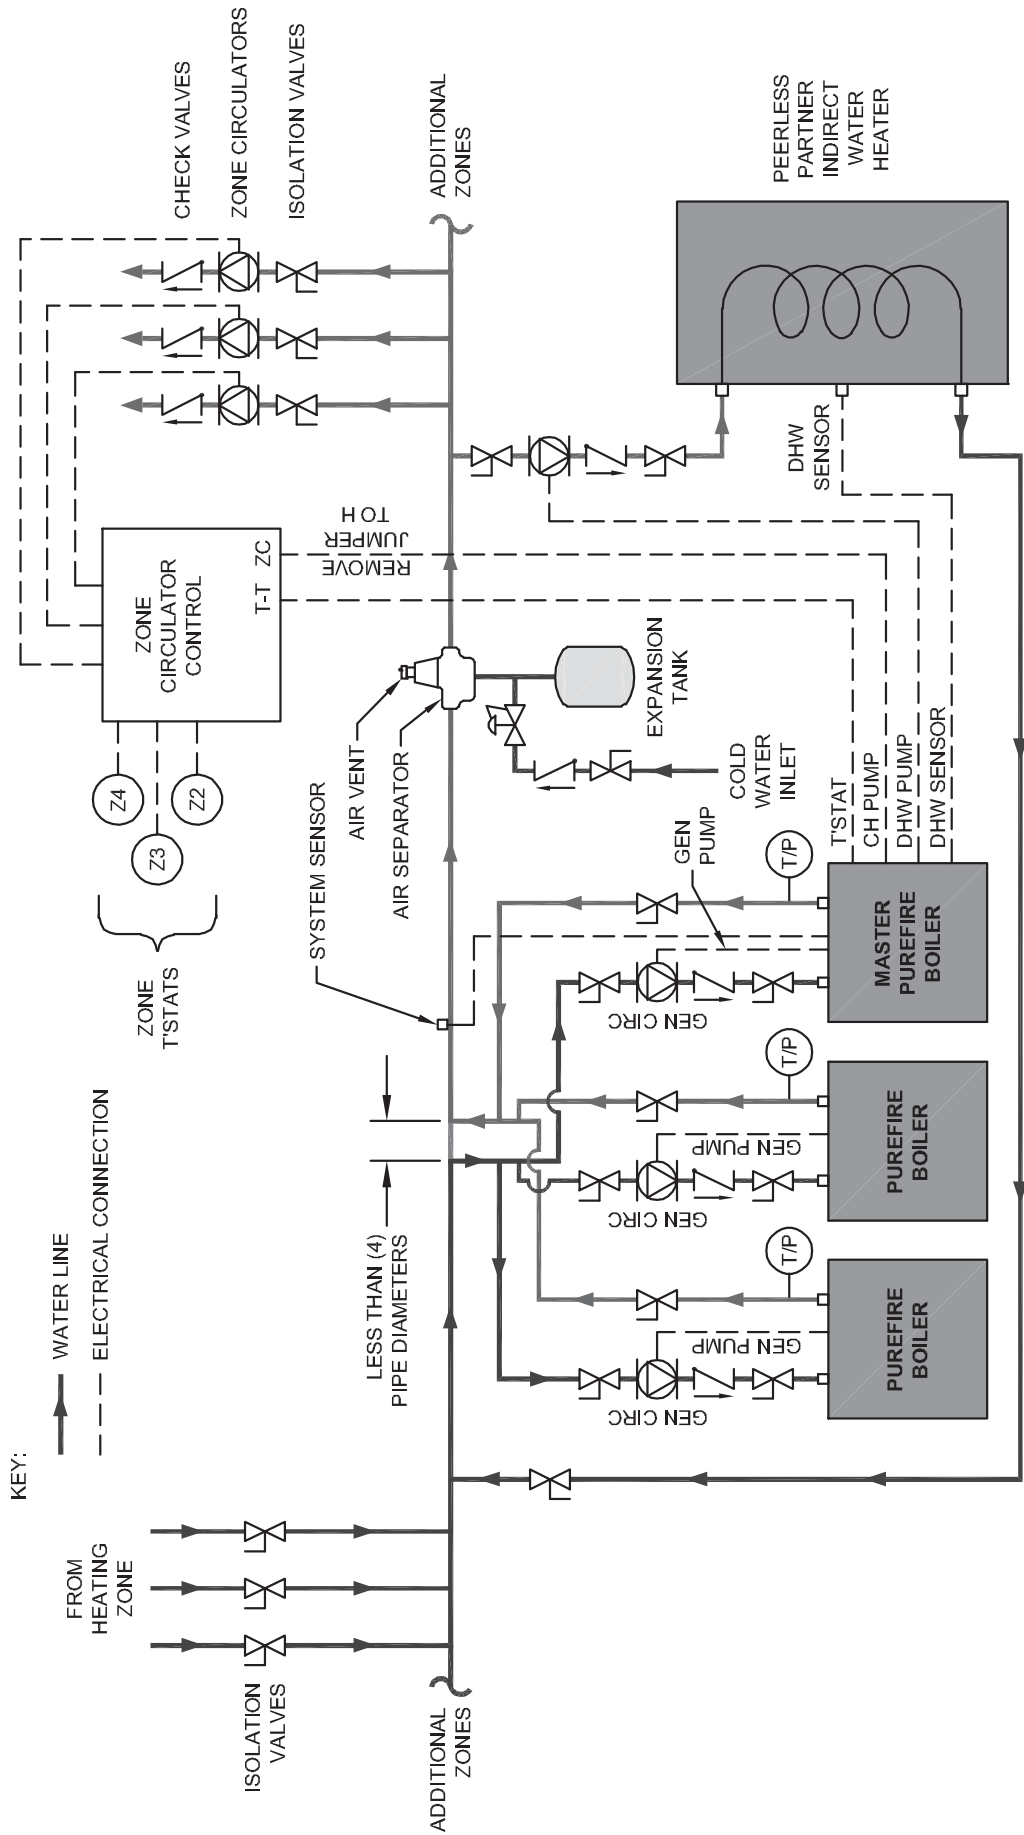 KEY:
WATER LINE
ELECTRICAL CONNECTION
FROM
HEATING
ZONE
ISOLATION
VALVES
ADDITIONAL
ZONES
LESS THAN (4)
PIPE DIAMETERS
ZONE
T'STATS
Z4
Z3
Z2
ZONE
CIRCULATOR
CONTROL
T-T
ZC
REMOVE
JUMPER
TO H
CHECK VALVES
ZONE CIRCULATORS
ISOLATION VALVES
ADDITIONAL
ZONES
SYSTEM SENSOR
AIR VENT
AIR SEPARATOR
EXPANSION
TANK
COLD
WATER
INLET
GEN
PUMP
GEN CIRC
GEN CIRC
GEN PUMP
GEN CIRC
GEN PUMP
T/P
T/P
T/P
PUREFIRE
BOILER
PUREFIRE
BOILER
MASTER
PUREFIRE
BOILER
T'STAT
CH PUMP
DHW PUMP
DHW SENSOR
DHW
SENSOR
PEERLESS
PARTNER
INDIRECT
WATER
HEATER